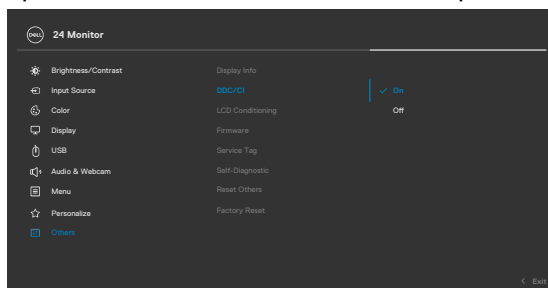 DELL 24 Monitor
Brightness/Contrast Display Info
Input Source DDC/CI ✓ On
Color LCD Conditioning Off
Display Firmware
USB Service Tag
Audio & Webcam Self-Diagnostic
Menu Reset Others
Personalize Factory Reset
Others
< Exit